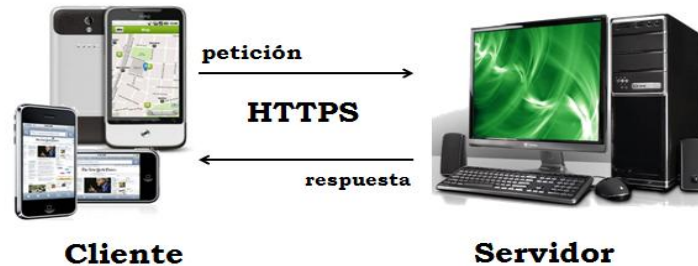 petición
HTTPS
respuesta
Cliente
Servidor